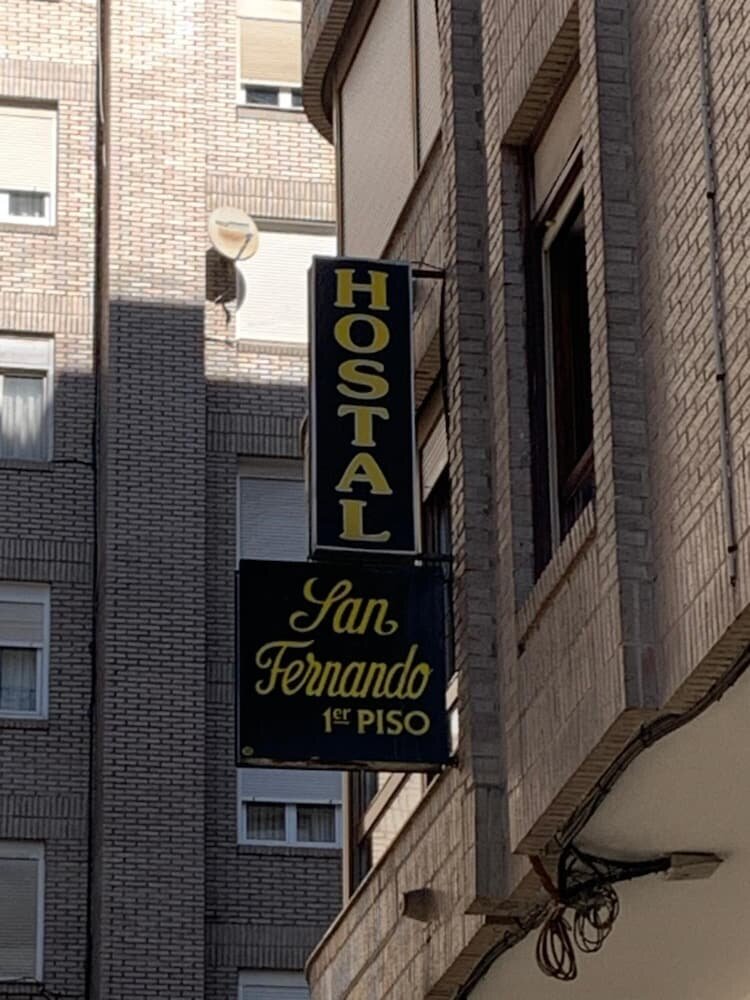 HOSTAL
San
Fernando
1er PISO